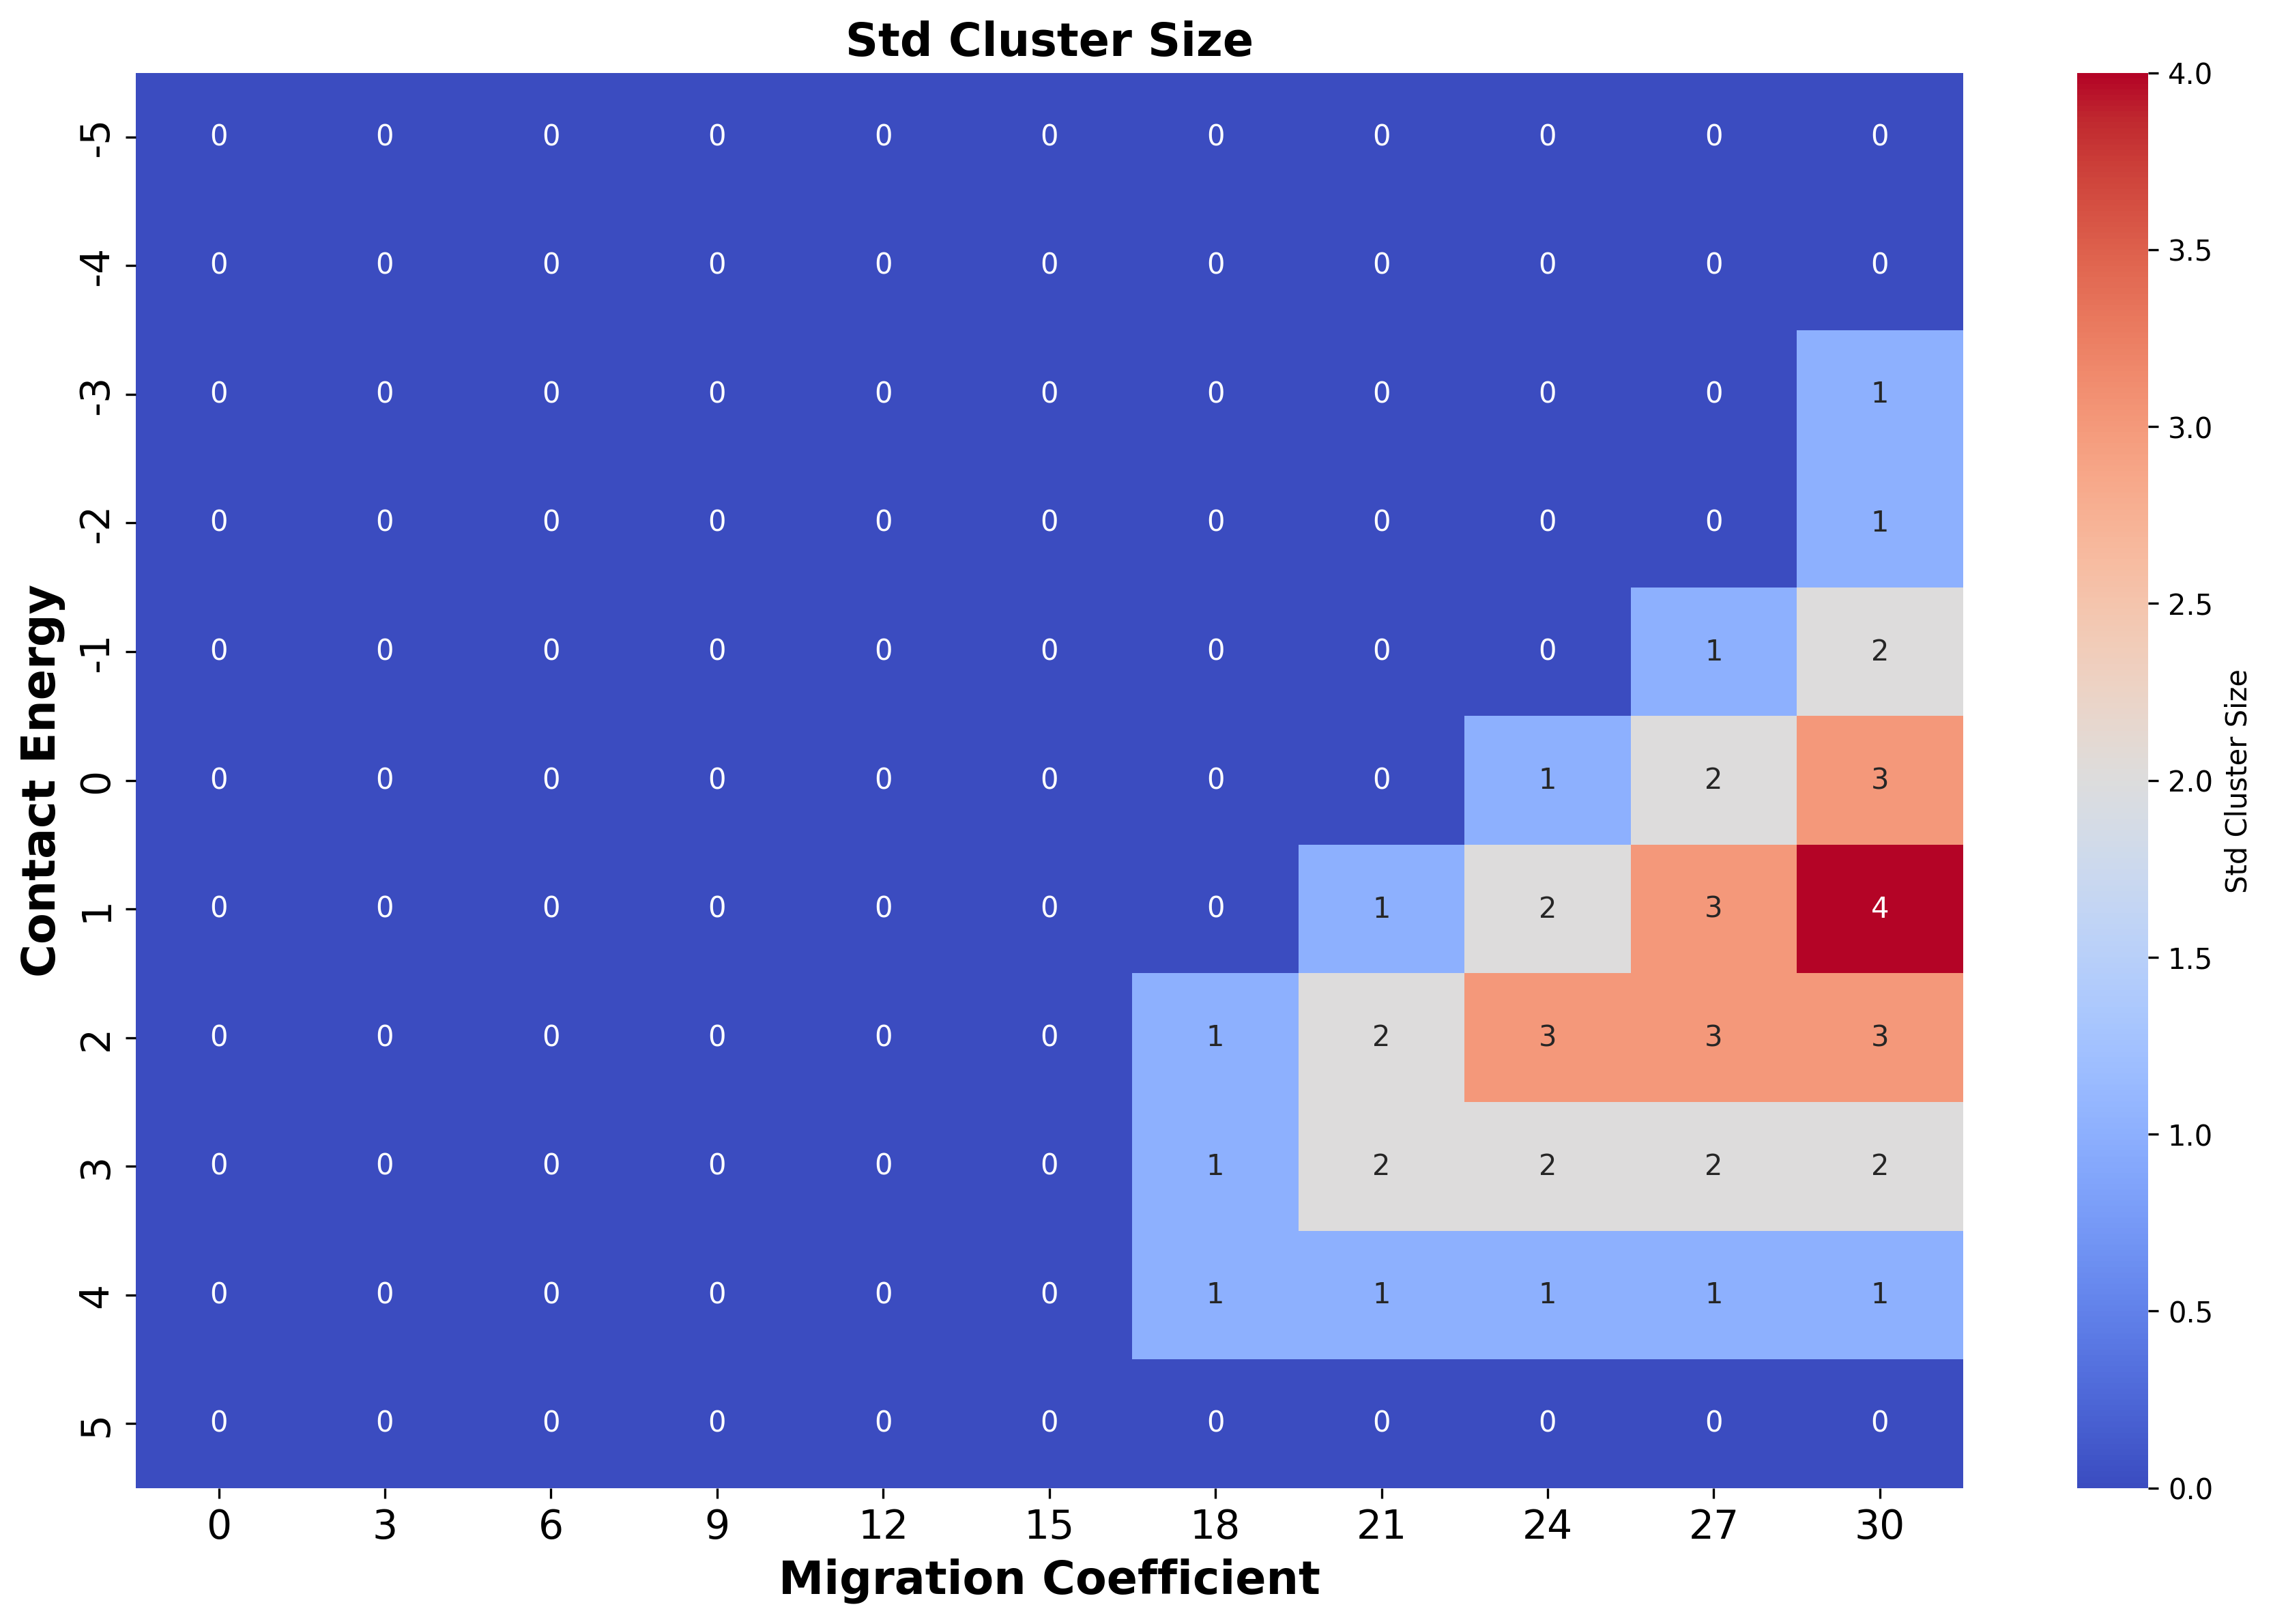 Std Cluster Size
Contact Energy
-5 0 0 0 0 0 0 0 0 0 0 0
-4 0 0 0 0 0 0 0 0 0 0 0
-3 0 0 0 0 0 0 0 0 0 0 1
-2 0 0 0 0 0 0 0 0 0 0 1
-1 0 0 0 0 0 0 0 0 0 1 2
0 0 0 0 0 0 0 0 0 1 2 3
1 0 0 0 0 0 0 0 1 2 3 4
2 0 0 0 0 0 0 1 2 3 3 3
3 0 0 0 0 0 0 1 2 2 2 2
4 0 0 0 0 0 0 1 1 1 1 1
5 0 0 0 0 0 0 0 0 0 0 0
0 3 6 9 12 15 18 21 24 27 30
Migration Coefficient
4.0
3.5
3.0
2.5
2.0
1.5
1.0
0.5
0.0
Std Cluster Size